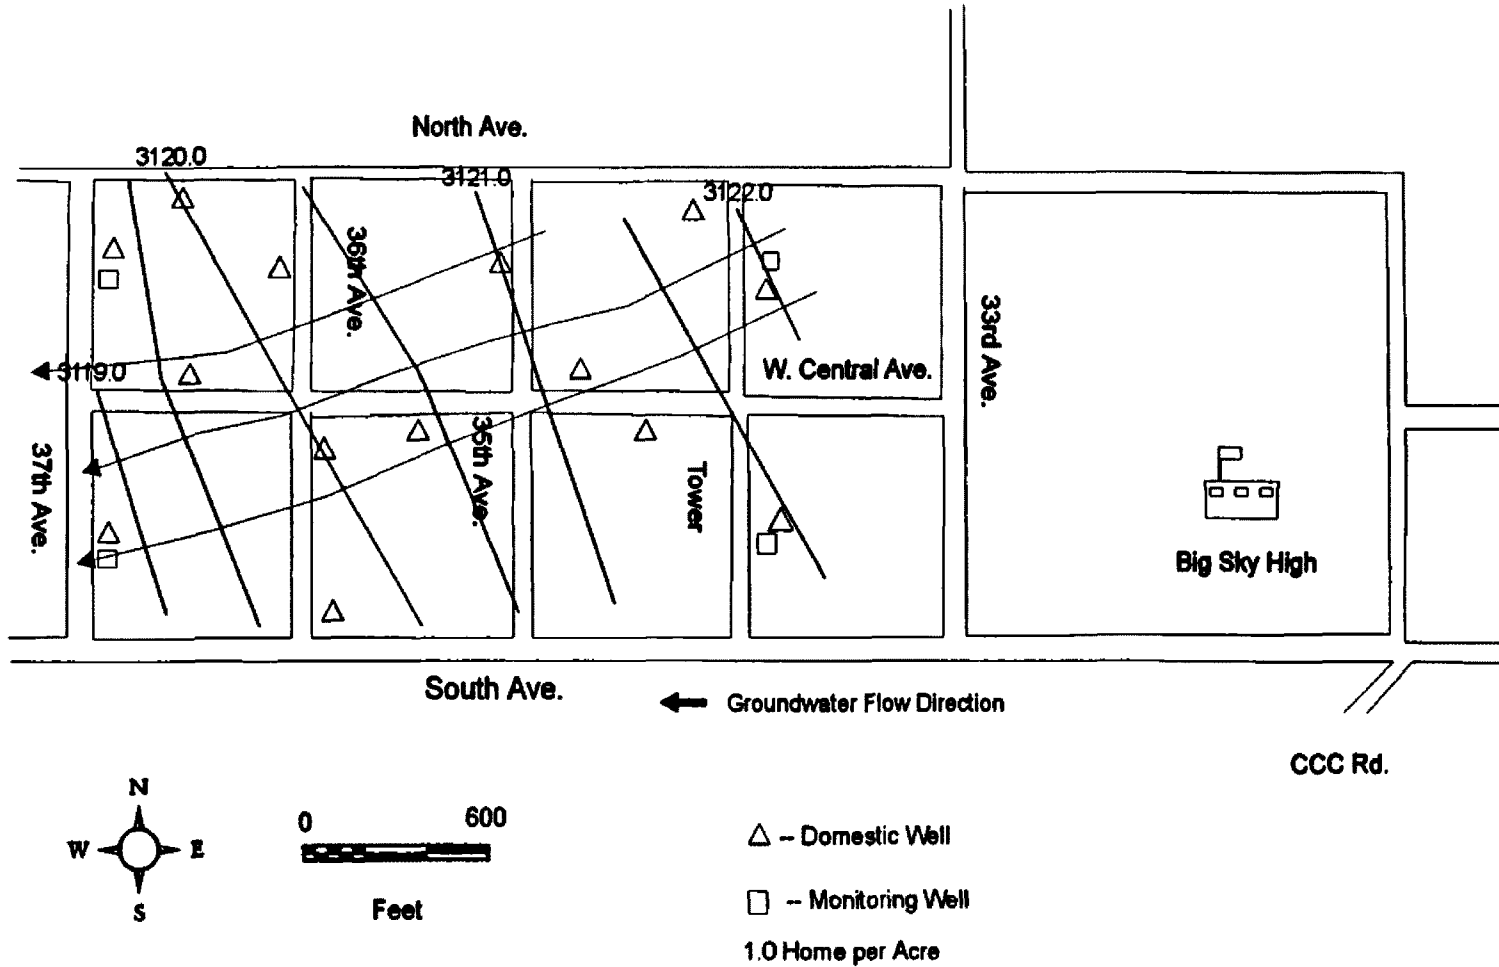 North Ave.
3120.0
3121.0
3122.0
36th Ave.
33rd Ave.
3119.0
W. Central Ave.
37th Ave.
35th Ave.
Tower
Big Sky High
South Ave.
Groundwater Flow Direction
CCC Rd.
N
W E
S
0 600
Feet
-- Domestic Well
-- Monitoring Well
1.0 Home per Acre